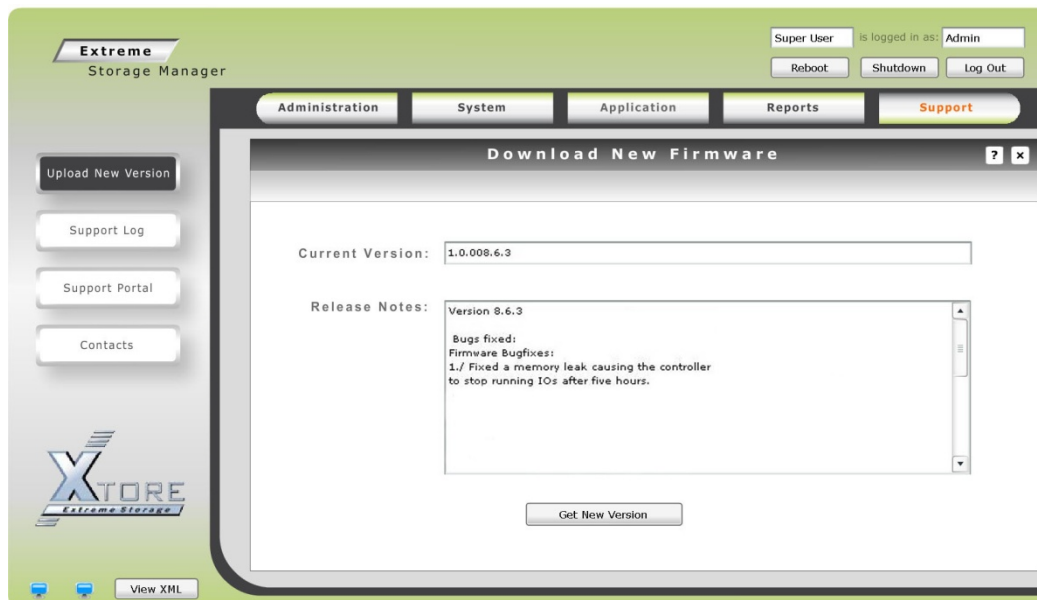 Extreme
Storage Manager
Super User is logged in as: Admin
Reboot Shutdown Log Out
Administration System Application Reports Support
Download New Firmware ? x
Upload New Version
Support Log
Support Portal
Contacts
Current Version: 1.0.008.6.3
Release Notes:
Version 8.6.3
Bugs fixed:
Firmware Bugfixes:
1./ Fixed a memory leak causing the controller
to stop running IOs after five hours.
Get New Version
XTORE
Extreme Storage
View XML